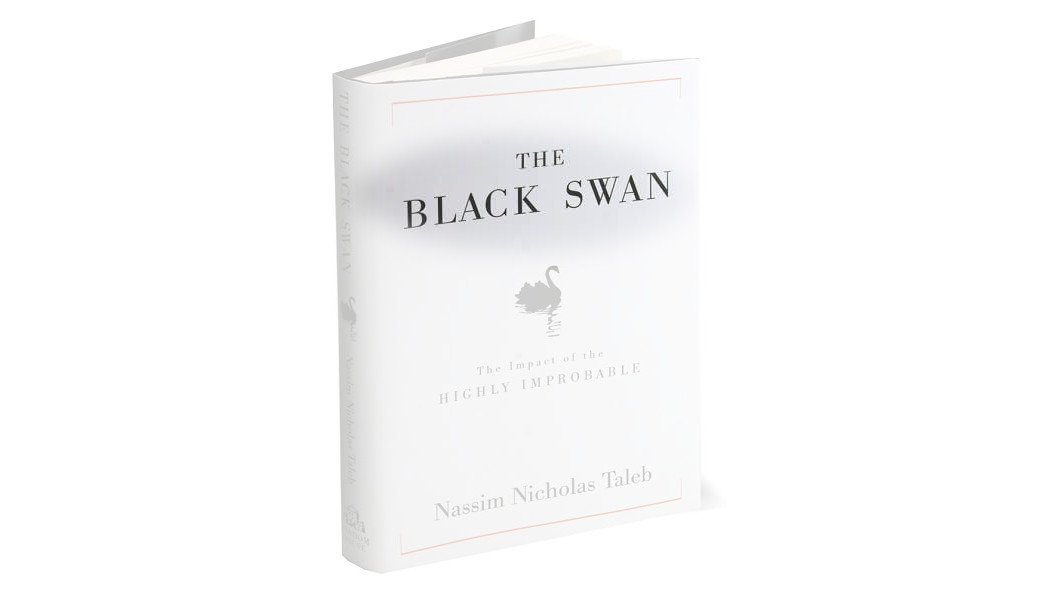 THE
BLACK SWAN
The Impact of the
HIGHLY IMPROBABLE
Nassim Nicholas Taleb
THE BLACK SWAN
Nassim Nicholas Taleb